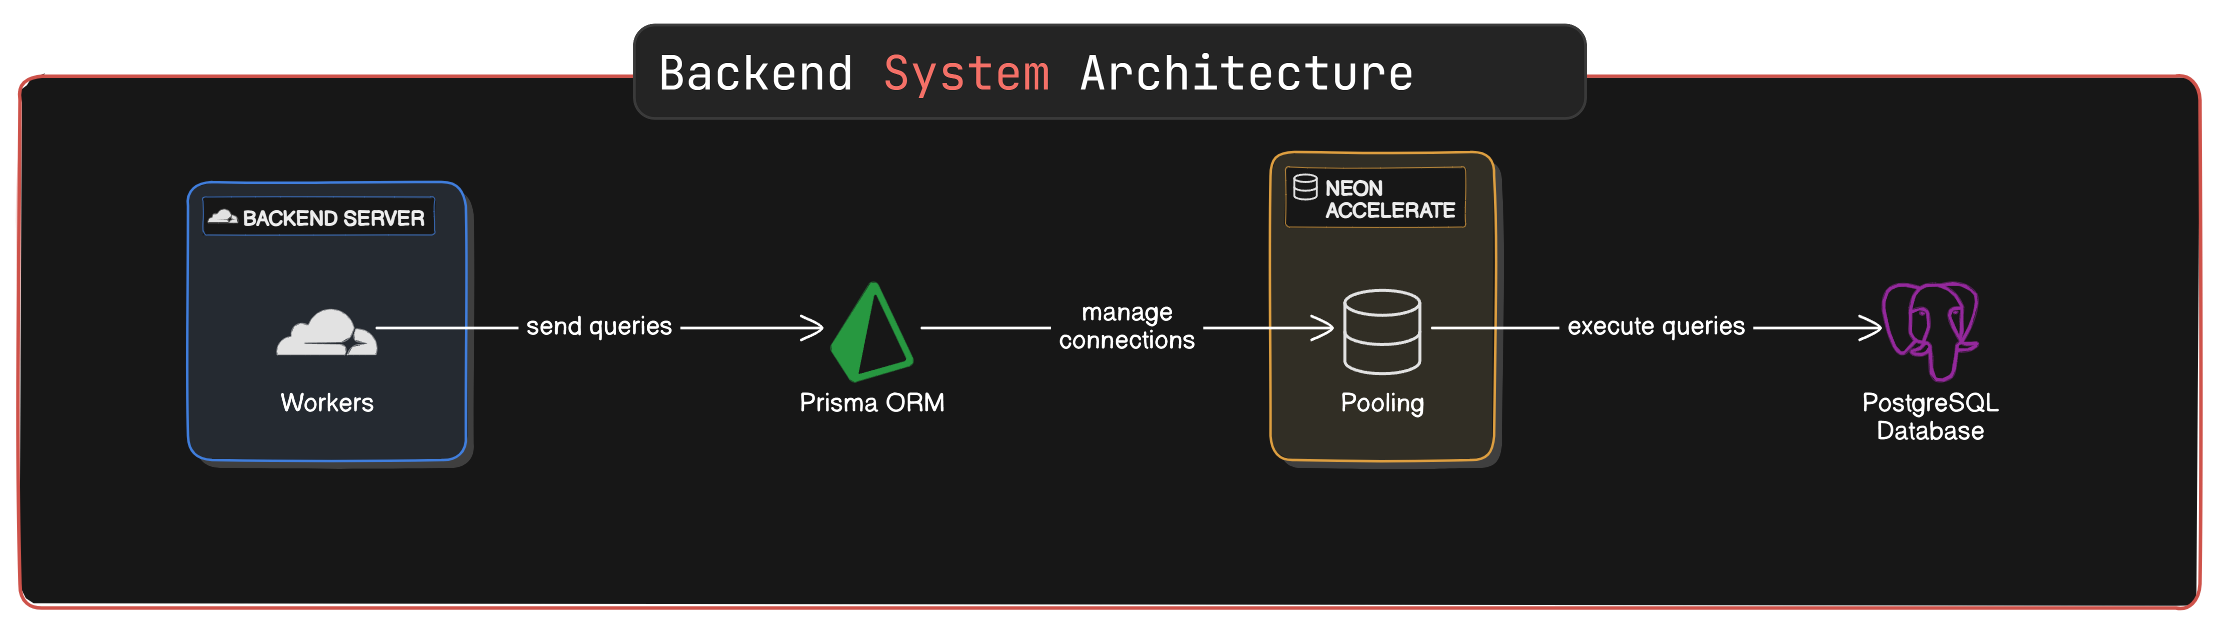 Backend System Architecture
BACKEND SERVER
Workers
send queries
Prisma ORM
manage
connections
NEON
ACCELERATE
Pooling
execute queries
PostgreSQL
Database